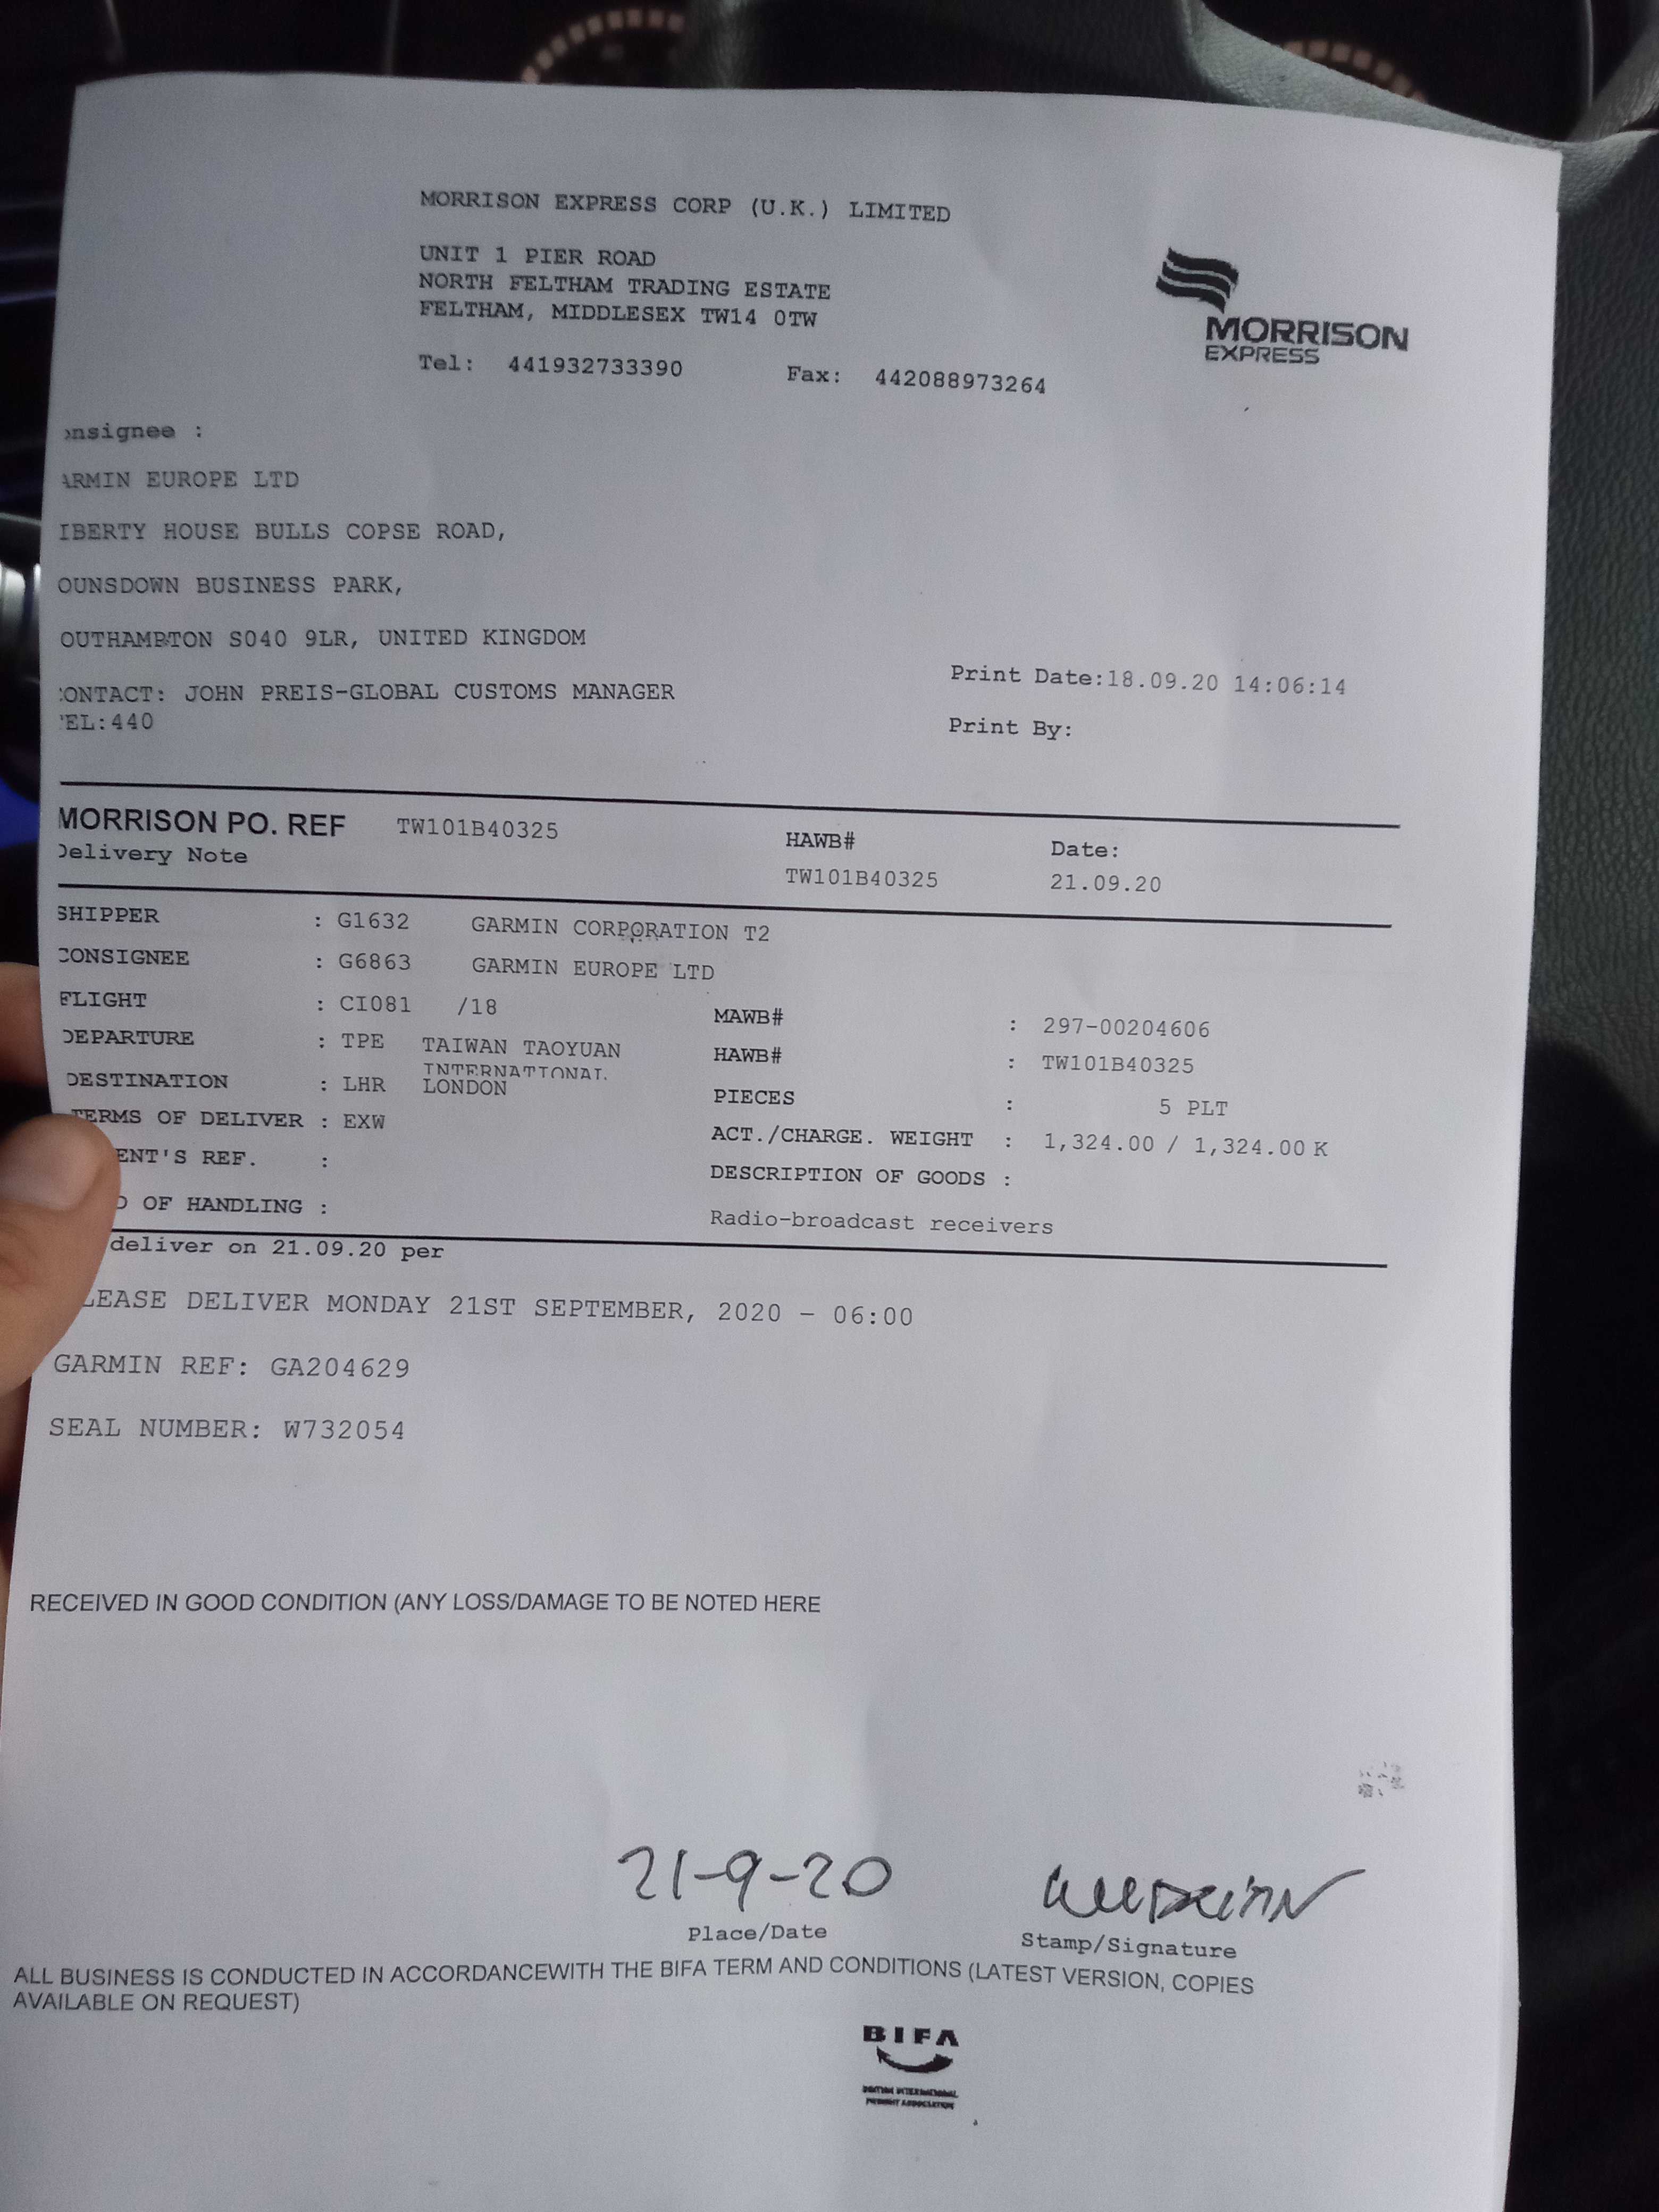 MORRISON EXPRESS CORP (U.K.) LIMITED
UNIT 1 PIER ROAD
NORTH FELTHAM TRADING ESTATE
FELTHAM, MIDDLESEX TW14 0TW
Tel: 441932733390 Fax: 442088973264
MORRISON
EXPRESS
onsignee :
ARMIN EUROPE LTD
IBERTY HOUSE BULLS COPSE ROAD,
OUNSDOWN BUSINESS PARK,
OUTHAMPTON SO40 9LR, UNITED KINGDOM
CONTACT: JOHN PREIS-GLOBAL CUSTOMS MANAGER
EL:440
Print Date:18.09.20 14:06:14
Print By:
MORRISON PO. REF TW101B40325 HAWB# Date:
Delivery Note TW101B40325 21.09.20
SHIPPER : G1632 GARMIN CORPORATION T2
CONSIGNEE : G6863 GARMIN EUROPE LTD
FLIGHT : CI081 /18 MAWB# : 297-00204606
DEPARTURE : TPE TAIWAN TAOYUAN HAWB# : TW101B40325
INTERNATIONAL
DESTINATION : LHR LONDON PIECES : 5 PLT
TERMS OF DELIVER : EXW ACT./CHARGE. WEIGHT : 1,324.00 / 1,324.00 K
ENT'S REF. : DESCRIPTION OF GOODS :
D OF HANDLING : Radio-broadcast receivers
deliver on 21.09.20 per
LEASE DELIVER MONDAY 21ST SEPTEMBER, 2020 - 06:00
GARMIN REF: GA204629
SEAL NUMBER: W732054
RECEIVED IN GOOD CONDITION (ANY LOSS/DAMAGE TO BE NOTED HERE
21-9-20
Place/Date Stamp/Signature
ALL BUSINESS IS CONDUCTED IN ACCORDANCEWITH THE BIFA TERM AND CONDITIONS (LATEST VERSION, COPIES
AVAILABLE ON REQUEST)
BIFA
BRITISH INTERNATIONAL
FREIGHT ASSOCIATION